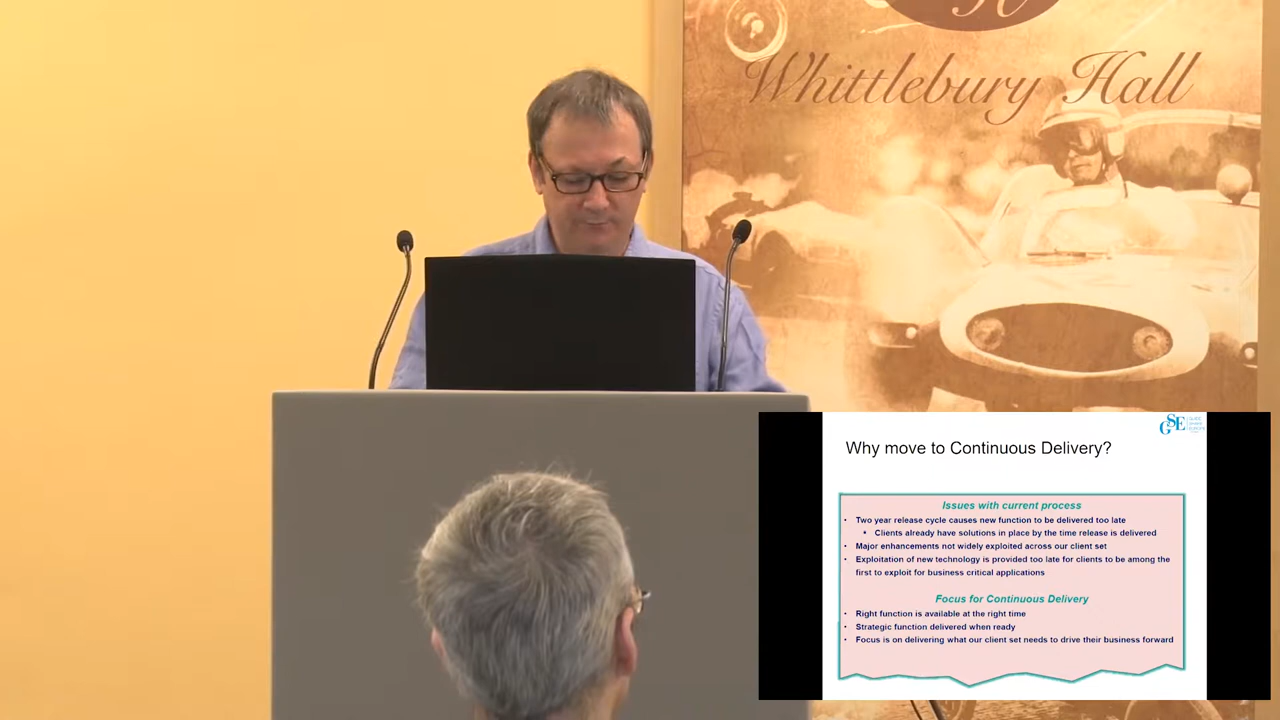 Whittlebury Hall
GSE
Why move to Continuous Delivery?
Issues with current process
• Two year release cycle causes new function to be delivered too late
▪ Clients already have solutions in place by the time release is delivered
• Major enhancements not widely exploited across our client set
• Exploitation of new technology is provided too late for clients to be among the
first to exploit for business critical applications
Focus for Continuous Delivery
• Right function is available at the right time
• Strategic function delivered when ready
• Focus is on delivering what our client set needs to drive their business forward